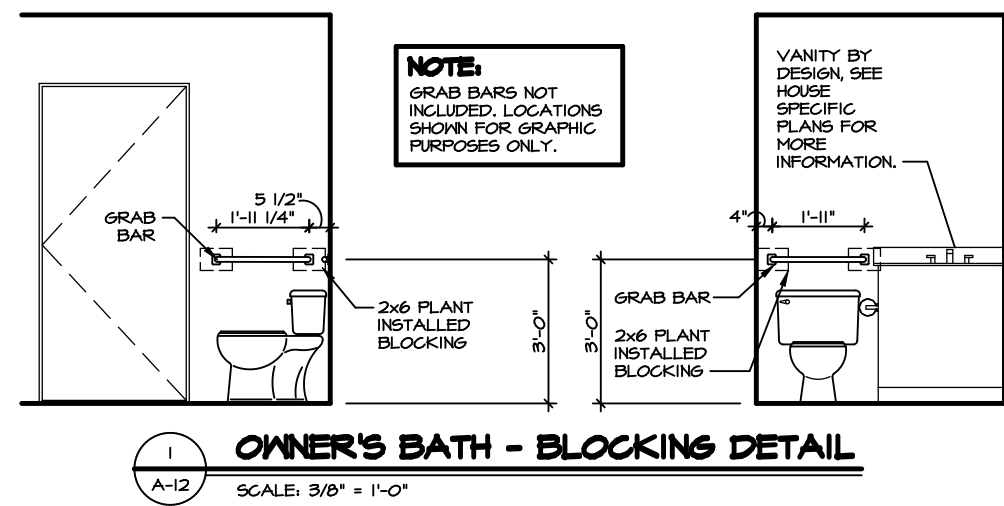 NOTE:
GRAB BARS NOT
INCLUDED. LOCATIONS
SHOWN FOR GRAPHIC
PURPOSES ONLY.
VANITY BY
DESIGN, SEE
HOUSE
SPECIFIC
PLANS FOR
MORE
INFORMATION.
5 1/2"
1'-11 1/4"
GRAB
BAR
2x6 PLANT
INSTALLED
BLOCKING
3'-0"
4"
1'-11"
3'-0"
GRAB BAR
2x6 PLANT
INSTALLED
BLOCKING
1
A-12
OWNER'S BATH - BLOCKING DETAIL
SCALE: 3/8" = 1'-0"